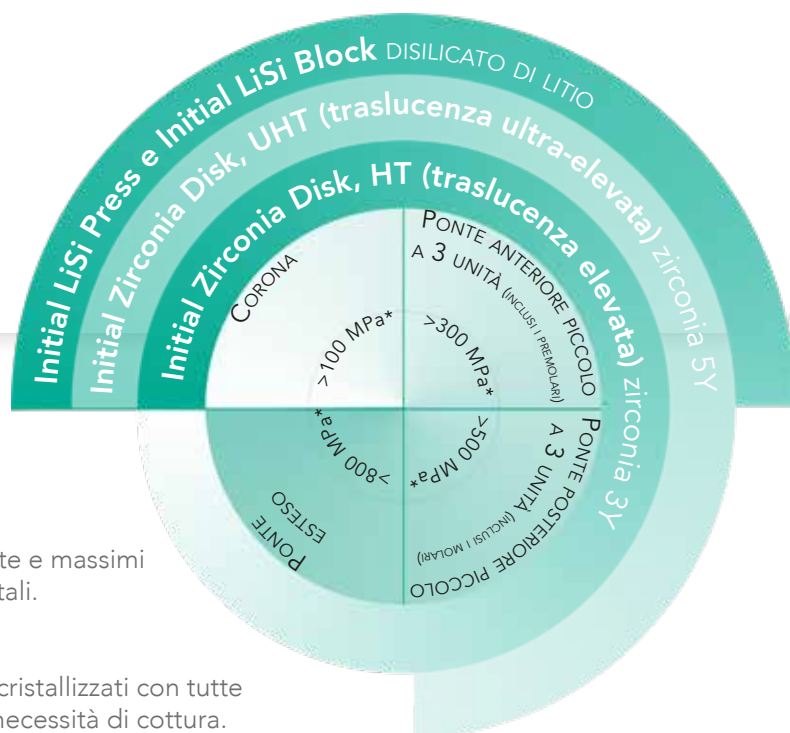 Initial LiSi Press e Initial LiSi Block DISILICATO DI LITIO
Initial Zirconia Disk, UHT (traslucenza ultra-elevata) zirconia 5Y
Initial Zirconia Disk, HT (traslucenza elevata) zirconia 3Y
CORONA
>100 MPa*
PONTE ANTERIORE PICCOLO
A 3 UNITÀ (INCLUSI I PREMOLARI)
>300 MPa*
PONTE POSTERIORE PICCOLO
A 3 UNITÀ (INCLUSI I MOLARI)
>500 MPa*
PONTE
ESTESO
>800 MPa*
te e massimi
tali.
cristallizzati con tutte
necessità di cottura.